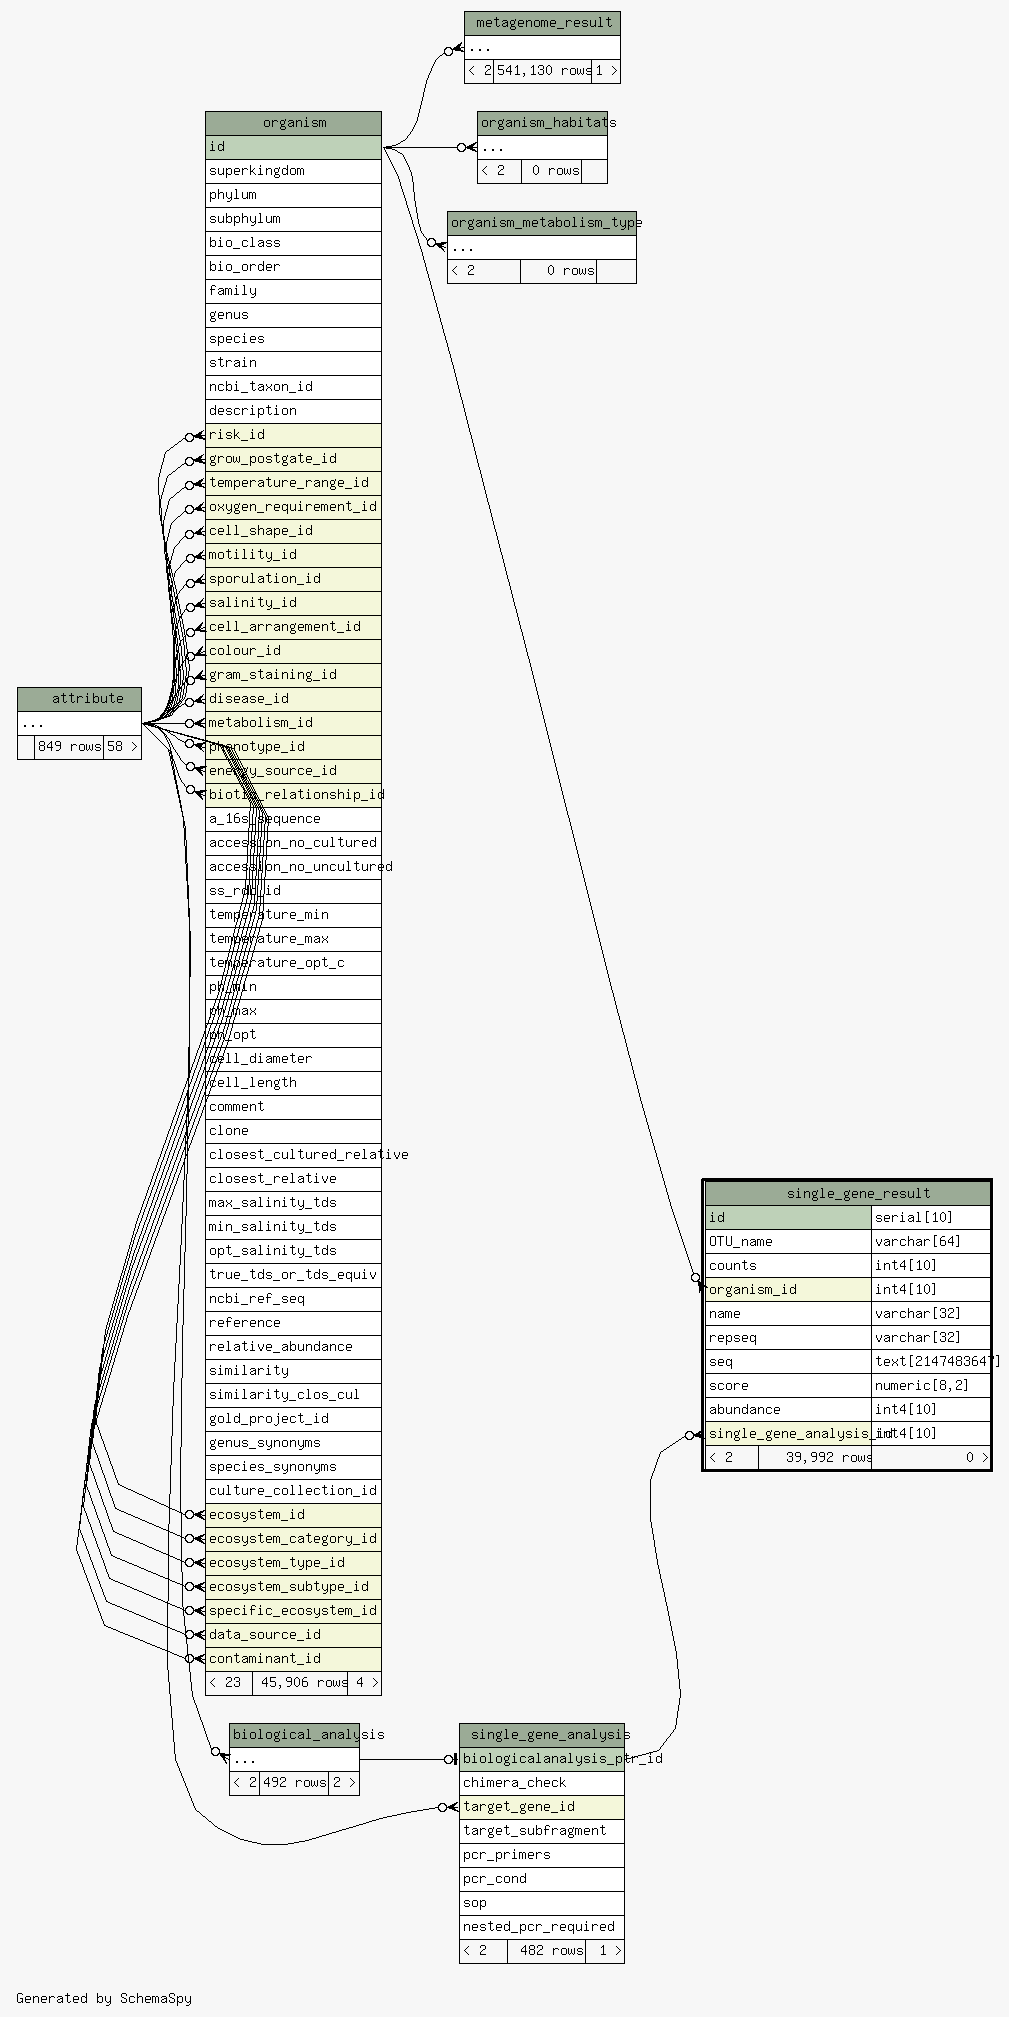 metagenome_result
...
< 2 541,130 rows 1 >
organism_habitats
...
< 2 0 rows
organism_metabolism_type
...
< 2 0 rows
organism
id
superkingdom
phylum
subphylum
bio_class
bio_order
family
genus
species
strain
ncbi_taxon_id
description
risk_id
grow_postgate_id
temperature_range_id
oxygen_requirement_id
cell_shape_id
motility_id
sporulation_id
salinity_id
cell_arrangement_id
colour_id
gram_staining_id
disease_id
metabolism_id
phenotype_id
energy_source_id
biotic_relationship_id
a_16s_sequence
accession_no_cultured
accession_no_uncultured
ss_rdb_id
temperature_min
temperature_max
temperature_opt_c
ph_min
ph_max
ph_opt
cell_diameter
cell_length
comment
clone
closest_cultured_relative
closest_relative
max_salinity_tds
min_salinity_tds
opt_salinity_tds
true_tds_or_tds_equiv
ncbi_ref_seq
reference
relative_abundance
similarity
similarity_clos_cul
gold_project_id
genus_synonyms
species_synonyms
culture_collection_id
ecosystem_id
ecosystem_category_id
ecosystem_type_id
ecosystem_subtype_id
specific_ecosystem_id
data_source_id
contaminant_id
< 23 45,906 rows 4 >
attribute
...
849 rows 58 >
single_gene_result
id serial[10]
OTU_name varchar[64]
counts int4[10]
organism_id int4[10]
name varchar[32]
repseq varchar[32]
seq text[2147483647]
score numeric[8,2]
abundance int4[10]
single_gene_analysis_id int4[10]
< 2 39,992 rows 0 >
biological_analysis
...
< 2 492 rows 2 >
single_gene_analysis
biologicalanalysis_ptr_id
chimera_check
target_gene_id
target_subfragment
pcr_primers
pcr_cond
sop
nested_pcr_required
< 2 482 rows 1 >
Generated by SchemaSpy